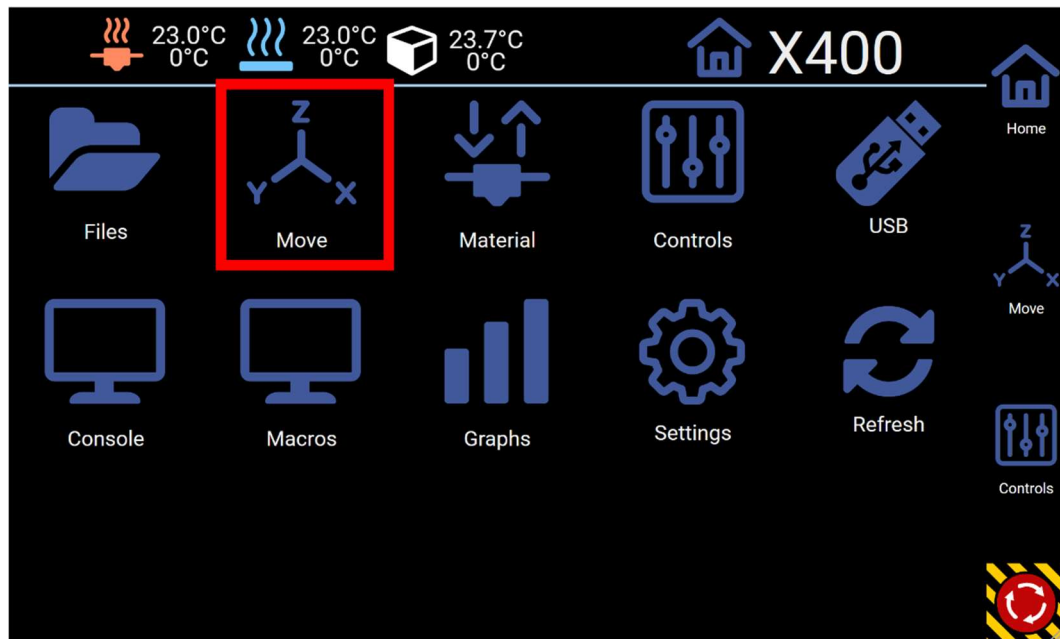 23.0°C 23.0°C 23.7°C X400
0°C 0°C 0°C
Home
Z
Y X
Files Move Material Controls USB
Z
Y X
Move
Console Macros Graphs Settings Refresh
Controls